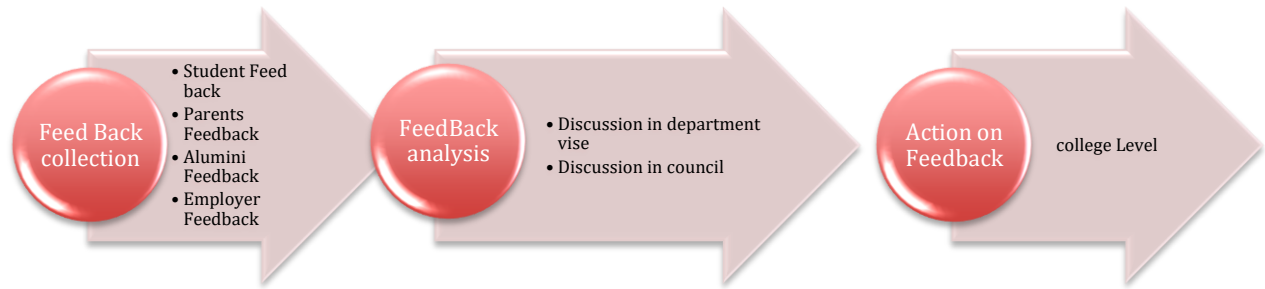 Feed Back
collection
• Student Feed
back
• Parents
Feedback
• Alumini
Feedback
• Employer
Feedback
FeedBack
analysis
• Discussion in department
vise
• Discussion in council
Action on
Feedback
college Level